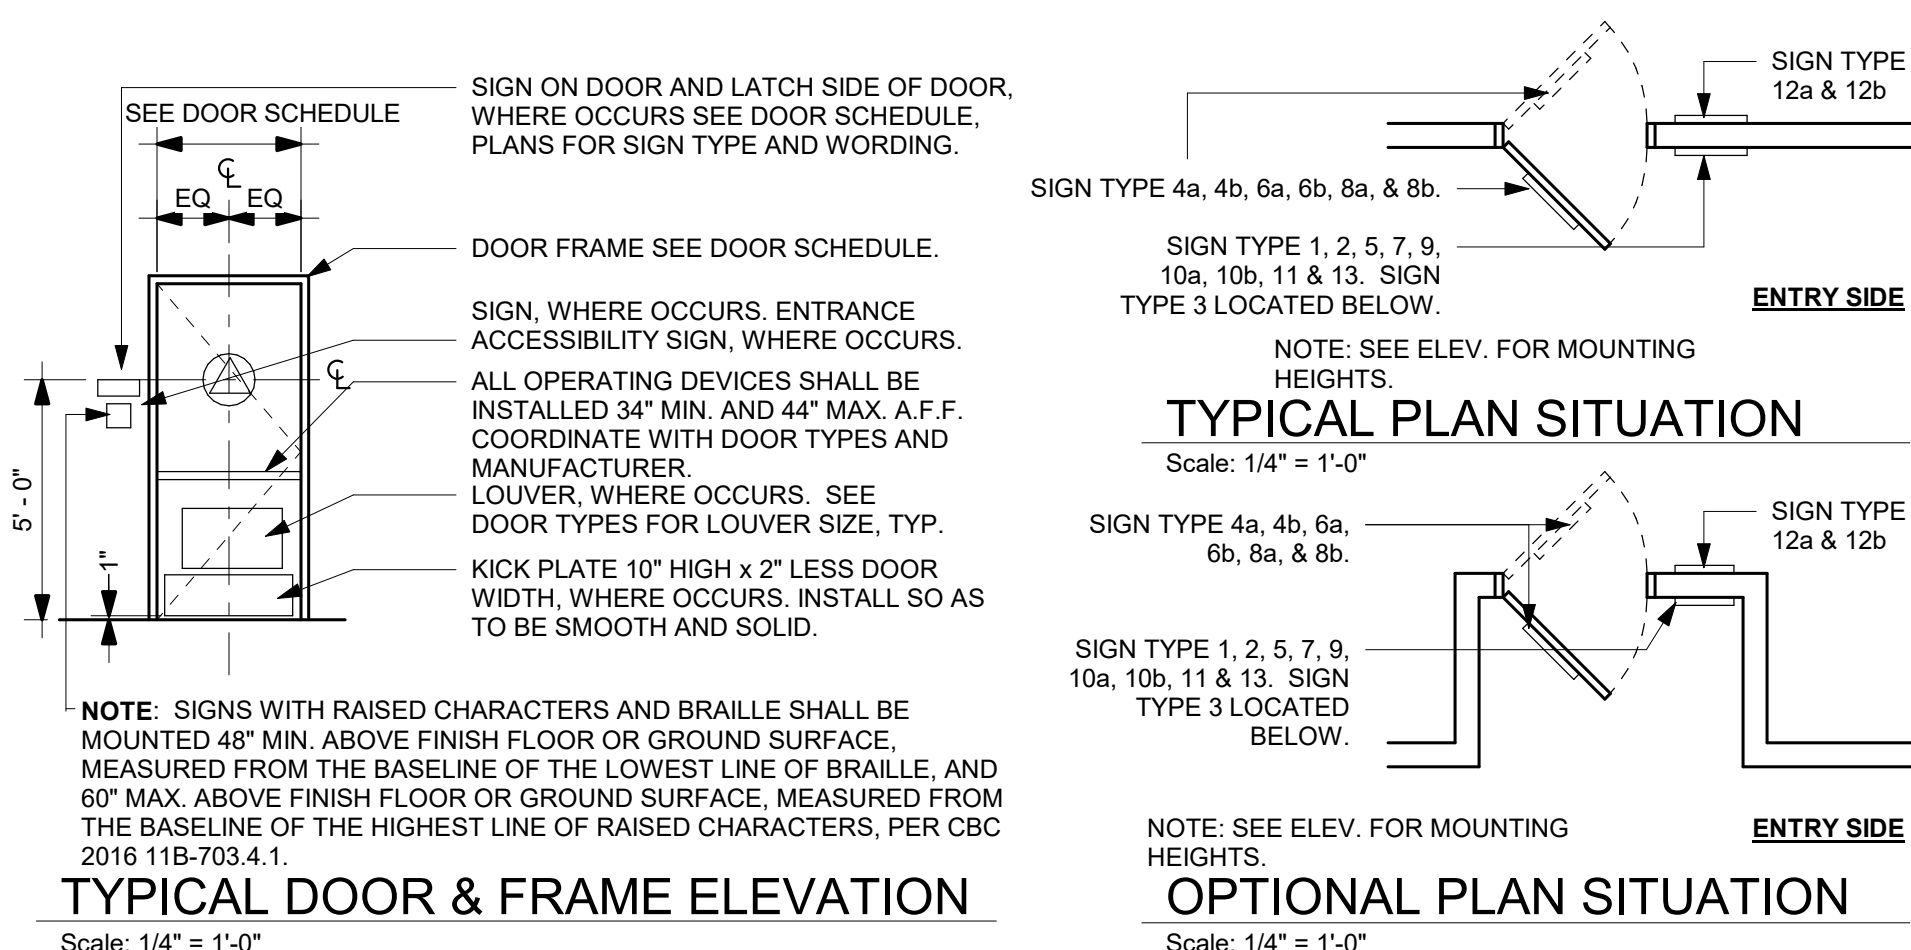 SEE DOOR SCHEDULE
SIGN ON DOOR AND LATCH SIDE OF DOOR,
WHERE OCCURS SEE DOOR SCHEDULE,
PLANS FOR SIGN TYPE AND WORDING.
℄
EQ EQ
DOOR FRAME SEE DOOR SCHEDULE.
SIGN, WHERE OCCURS. ENTRANCE
ACCESSIBILITY SIGN, WHERE OCCURS.
℄
ALL OPERATING DEVICES SHALL BE
INSTALLED 34" MIN. AND 44" MAX. A.F.F.
COORDINATE WITH DOOR TYPES AND
MANUFACTURER.
LOUVER, WHERE OCCURS. SEE
DOOR TYPES FOR LOUVER SIZE, TYP.
KICK PLATE 10" HIGH x 2" LESS DOOR
WIDTH, WHERE OCCURS. INSTALL SO AS
TO BE SMOOTH AND SOLID.
5' - 0"
1"
NOTE: SIGNS WITH RAISED CHARACTERS AND BRAILLE SHALL BE
MOUNTED 48" MIN. ABOVE FINISH FLOOR OR GROUND SURFACE,
MEASURED FROM THE BASELINE OF THE LOWEST LINE OF BRAILLE, AND
60" MAX. ABOVE FINISH FLOOR OR GROUND SURFACE, MEASURED FROM
THE BASELINE OF THE HIGHEST LINE OF RAISED CHARACTERS, PER CBC
2016 11B-703.4.1.
TYPICAL DOOR & FRAME ELEVATION
Scale: 1/4" = 1'-0"
SIGN TYPE
12a & 12b
SIGN TYPE 4a, 4b, 6a, 6b, 8a, & 8b.
SIGN TYPE 1, 2, 5, 7, 9,
10a, 10b, 11 & 13. SIGN
TYPE 3 LOCATED BELOW.
ENTRY SIDE
NOTE: SEE ELEV. FOR MOUNTING
HEIGHTS.
TYPICAL PLAN SITUATION
Scale: 1/4" = 1'-0"
SIGN TYPE 4a, 4b, 6a,
6b, 8a, & 8b.
SIGN TYPE
12a & 12b
SIGN TYPE 1, 2, 5, 7, 9,
10a, 10b, 11 & 13. SIGN
TYPE 3 LOCATED
BELOW.
NOTE: SEE ELEV. FOR MOUNTING
HEIGHTS.
ENTRY SIDE
OPTIONAL PLAN SITUATION
Scale: 1/4" = 1'-0"